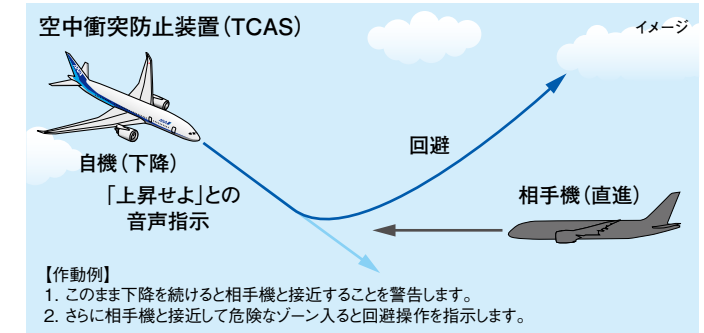 空中衝突防止装置（TCAS）
イメージ
自機（下降）
「上昇せよ」との
音声指示
回避
相手機（直進）
【作動例】
1. このまま下降を続けると相手機と接近することを警告します。
2. さらに相手機と接近して危険なゾーン入ると回避操作を指示します。